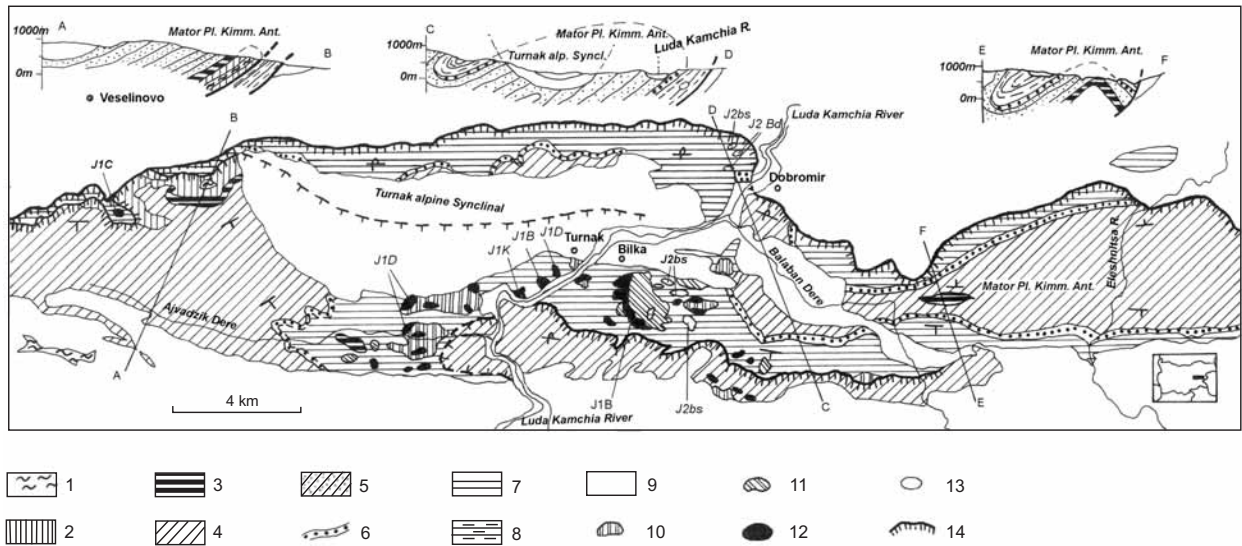 A
1000m
0m
Mator Pl. Kimm. Ant.
B
C
1000m
0m
Mator Pl. Kimm. Ant.
Turnak alp. Syncl.
Luda Kamchia R.
D
E
1000m
0m
Mator Pl. Kimm. Ant.
F
Veselinovo
B
D
J2bs
J2 Bd
Luda Kamchia River
J1C
Dobromir
Turnak alpine Synclinal
J1D
J1K
J1B
J1D
Turnak
Bilka
J2bs
Balaban Dere
F
Eleshnitsa R.
Mator Pl. Kimm. Ant.
Ajvadzik Dere
A
4 km
Luda Kamchia River
J1B
J2bs
C
E
1
3
5
7
9
11
13
2
4
6
8
10
12
14